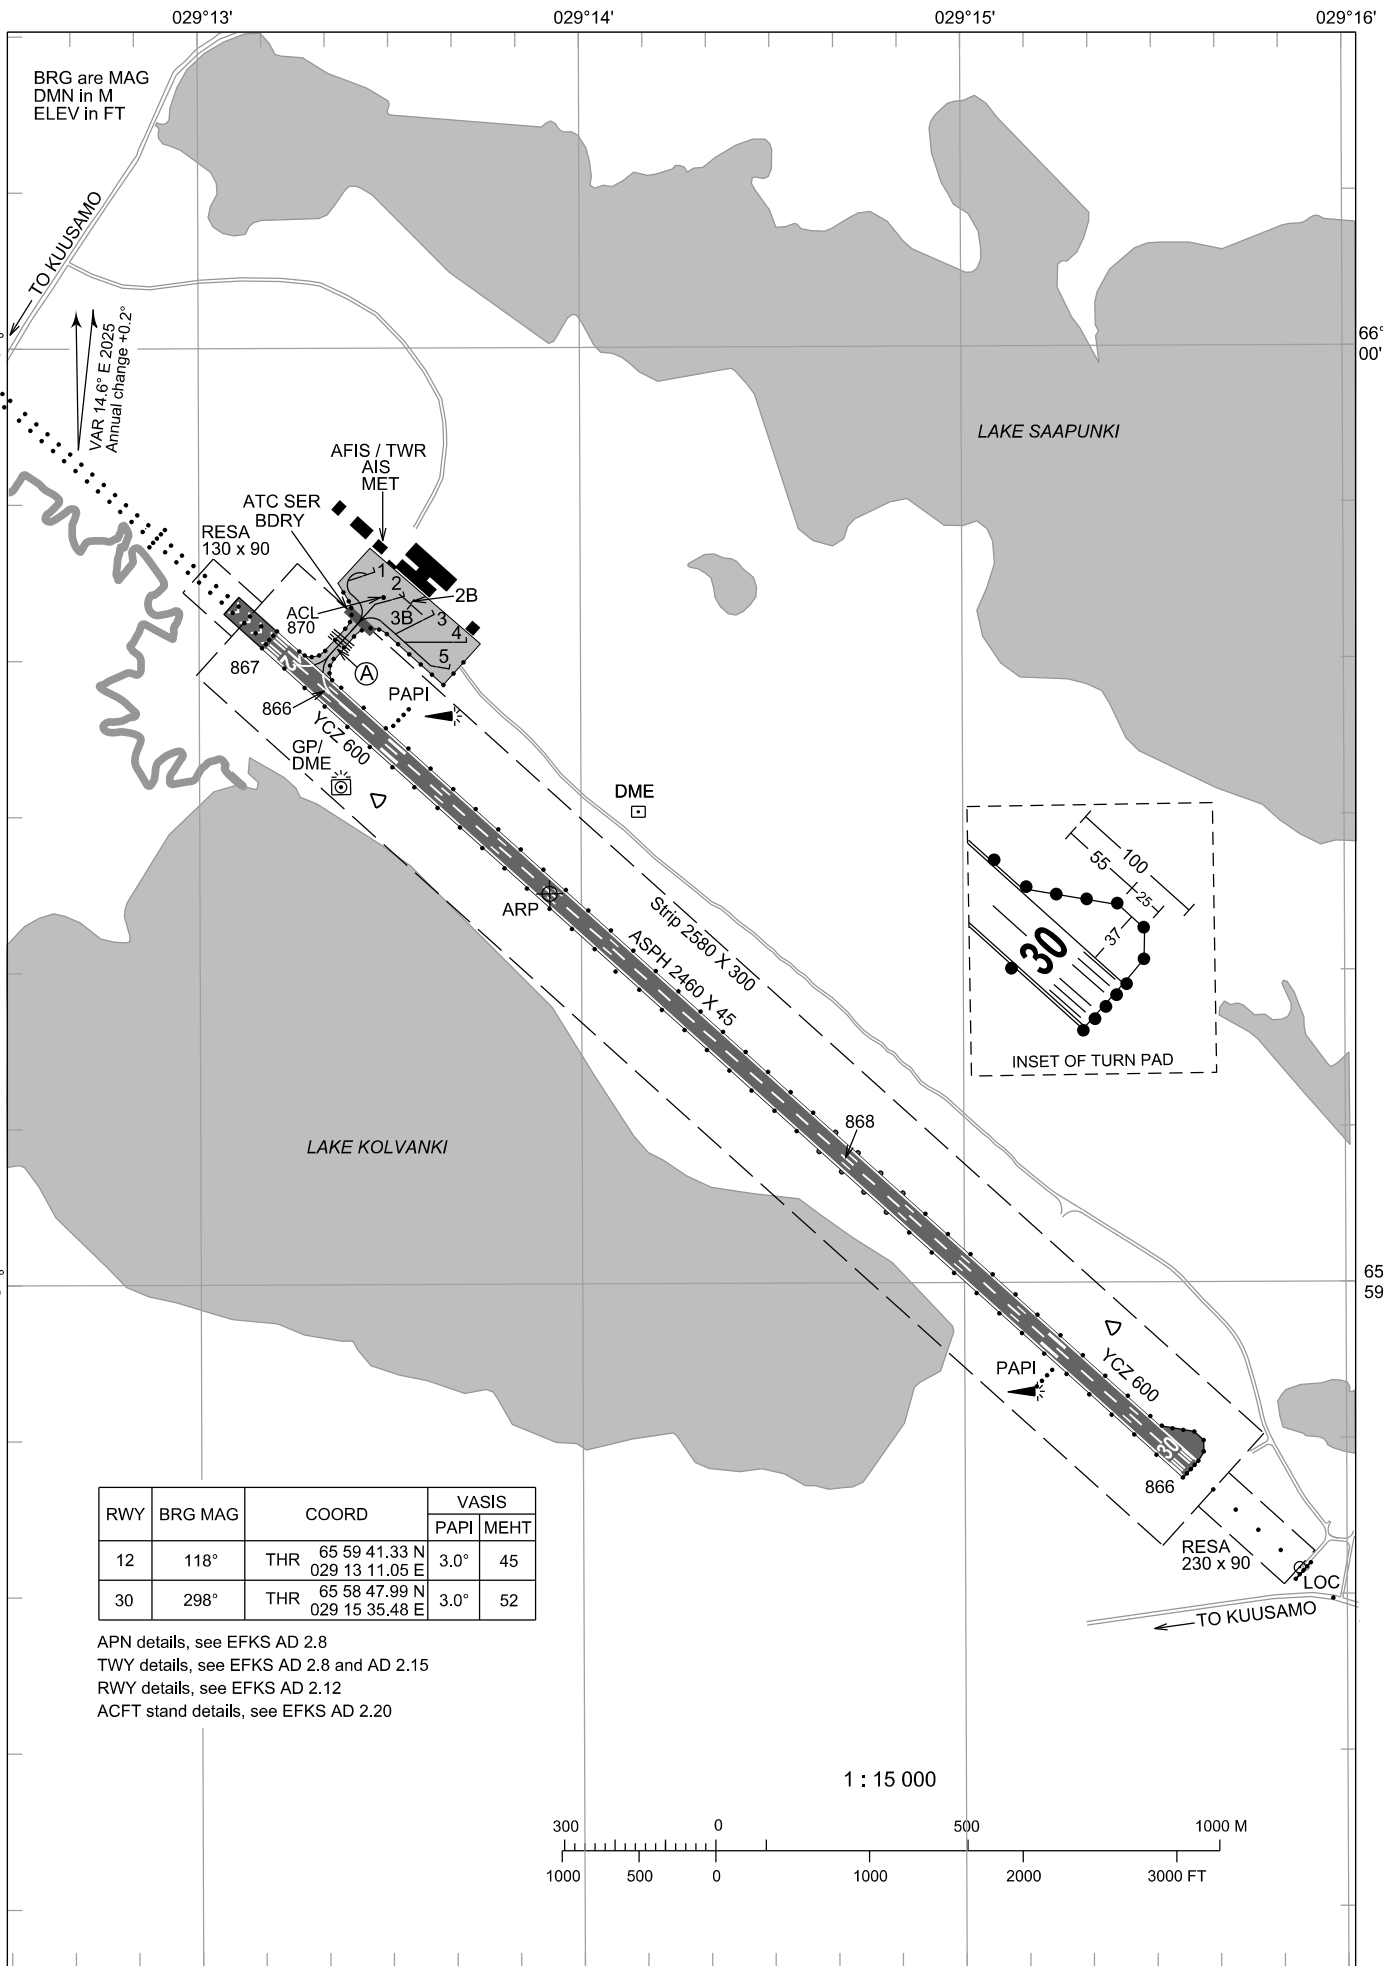 029°13'
029°14'
029°15'
029°16'
BRG are MAG
DMN in M
ELEV in FT
TO KUUSAMO
VAR 14.6° E 2025
Annual change +0.2°
66°
00'
LAKE SAAPUNKI
AFIS / TWR
AIS
MET
ATC SER
BDRY
RESA
130 x 90
1
2
2B
3
3B
4
5
ACL
870
867
A
866
PAPI
YCZ 600
GP/
DME
DME
ARP
Strip 2580 X 300
ASPH 2460 X 45
100
55
25
37
30
INSET OF TURN PAD
868
LAKE KOLVANKI
65
59
PAPI
YCZ 600
30
866
RESA
230 x 90
LOC
TO KUUSAMO
RWY BRG MAG COORD VASIS
PAPI MEHT
12 118° THR 65 59 41.33 N 3.0° 45
029 13 11.05 E
30 298° THR 65 58 47.99 N 3.0° 52
029 15 35.48 E
APN details, see EFKS AD 2.8
TWY details, see EFKS AD 2.8 and AD 2.15
RWY details, see EFKS AD 2.12
ACFT stand details, see EFKS AD 2.20
1 : 15 000
300 0 500 1000 M
1000 500 0 1000 2000 3000 FT